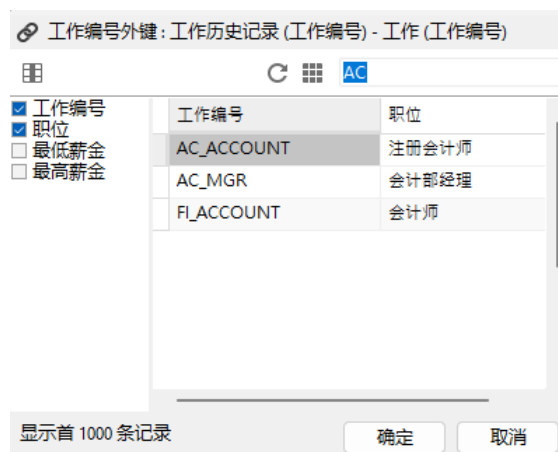 工作编号外键 : 工作历史记录 (工作编号) - 工作 (工作编号)
AC
工作编号
职位
最低薪金
最高薪金
工作编号 职位
AC_ACCOUNT 注册会计师
AC_MGR 会计部经理
FI_ACCOUNT 会计师
显示首 1000 条记录
确定 取消